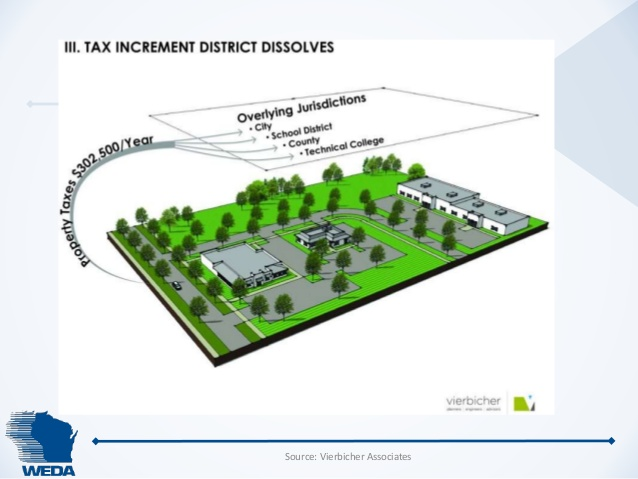 III. TAX INCREMENT DISTRICT DISSOLVES
Overlying Jurisdictions
• City
• School District
• County
• Technical College
Property Taxes $302,500/Year
vierbicher
planners | engineers | advisors
WEDA
Source: Vierbicher Associates